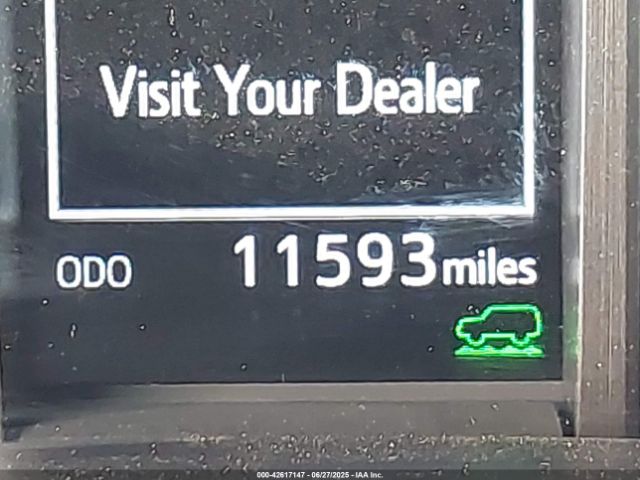 Visit Your Dealer
ODO 11593 miles
000-42617147 - 06/27/2025 - IAA Inc.